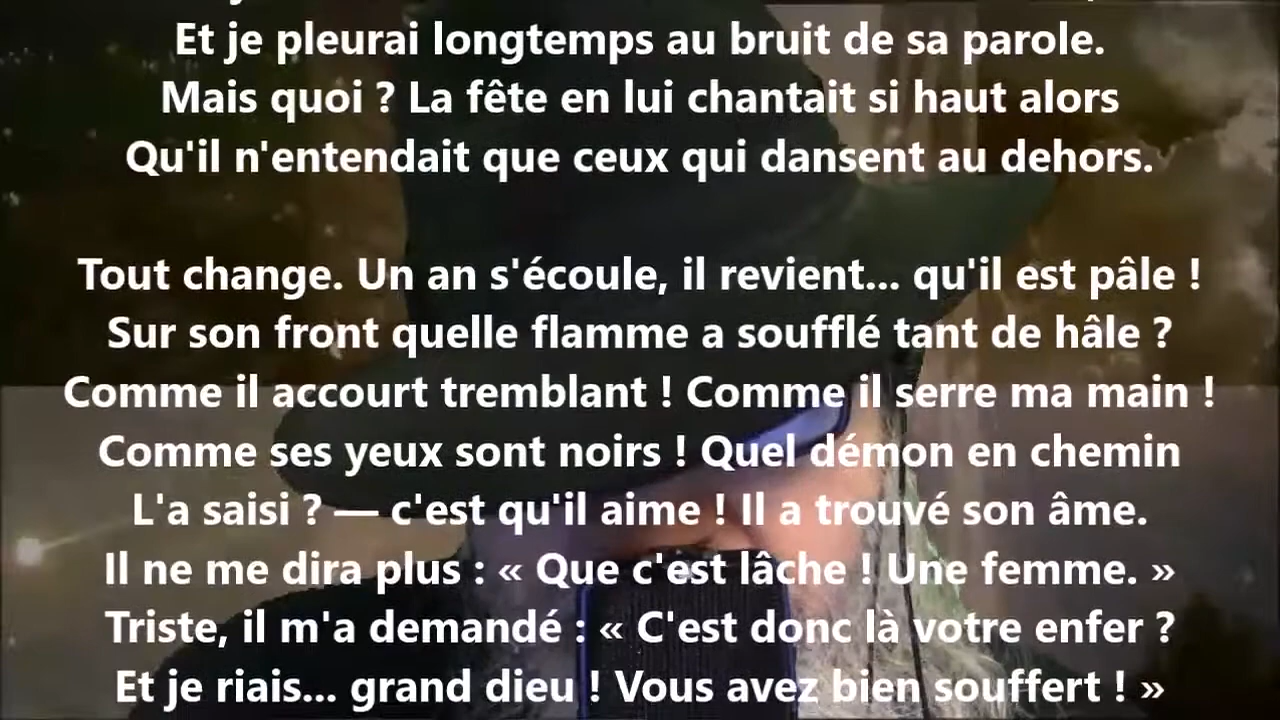 Et je pleurai longtemps au bruit de sa parole.
Mais quoi ? La fête en lui chantait si haut alors
Qu'il n'entendait que ceux qui dansent au dehors.
Tout change. Un an s'écoule, il revient... qu'il est pâle !
Sur son front quelle flamme a soufflé tant de hâle ?
Comme il accourt tremblant ! Comme il serre ma main !
Comme ses yeux sont noirs ! Quel démon en chemin
L'a saisi ? — c'est qu'il aime ! Il a trouvé son âme.
Il ne me dira plus : « Que c'est lâche ! Une femme. »
Triste, il m'a demandé : « C'est donc là votre enfer ?
Et je riais... grand dieu ! Vous avez bien souffert ! »